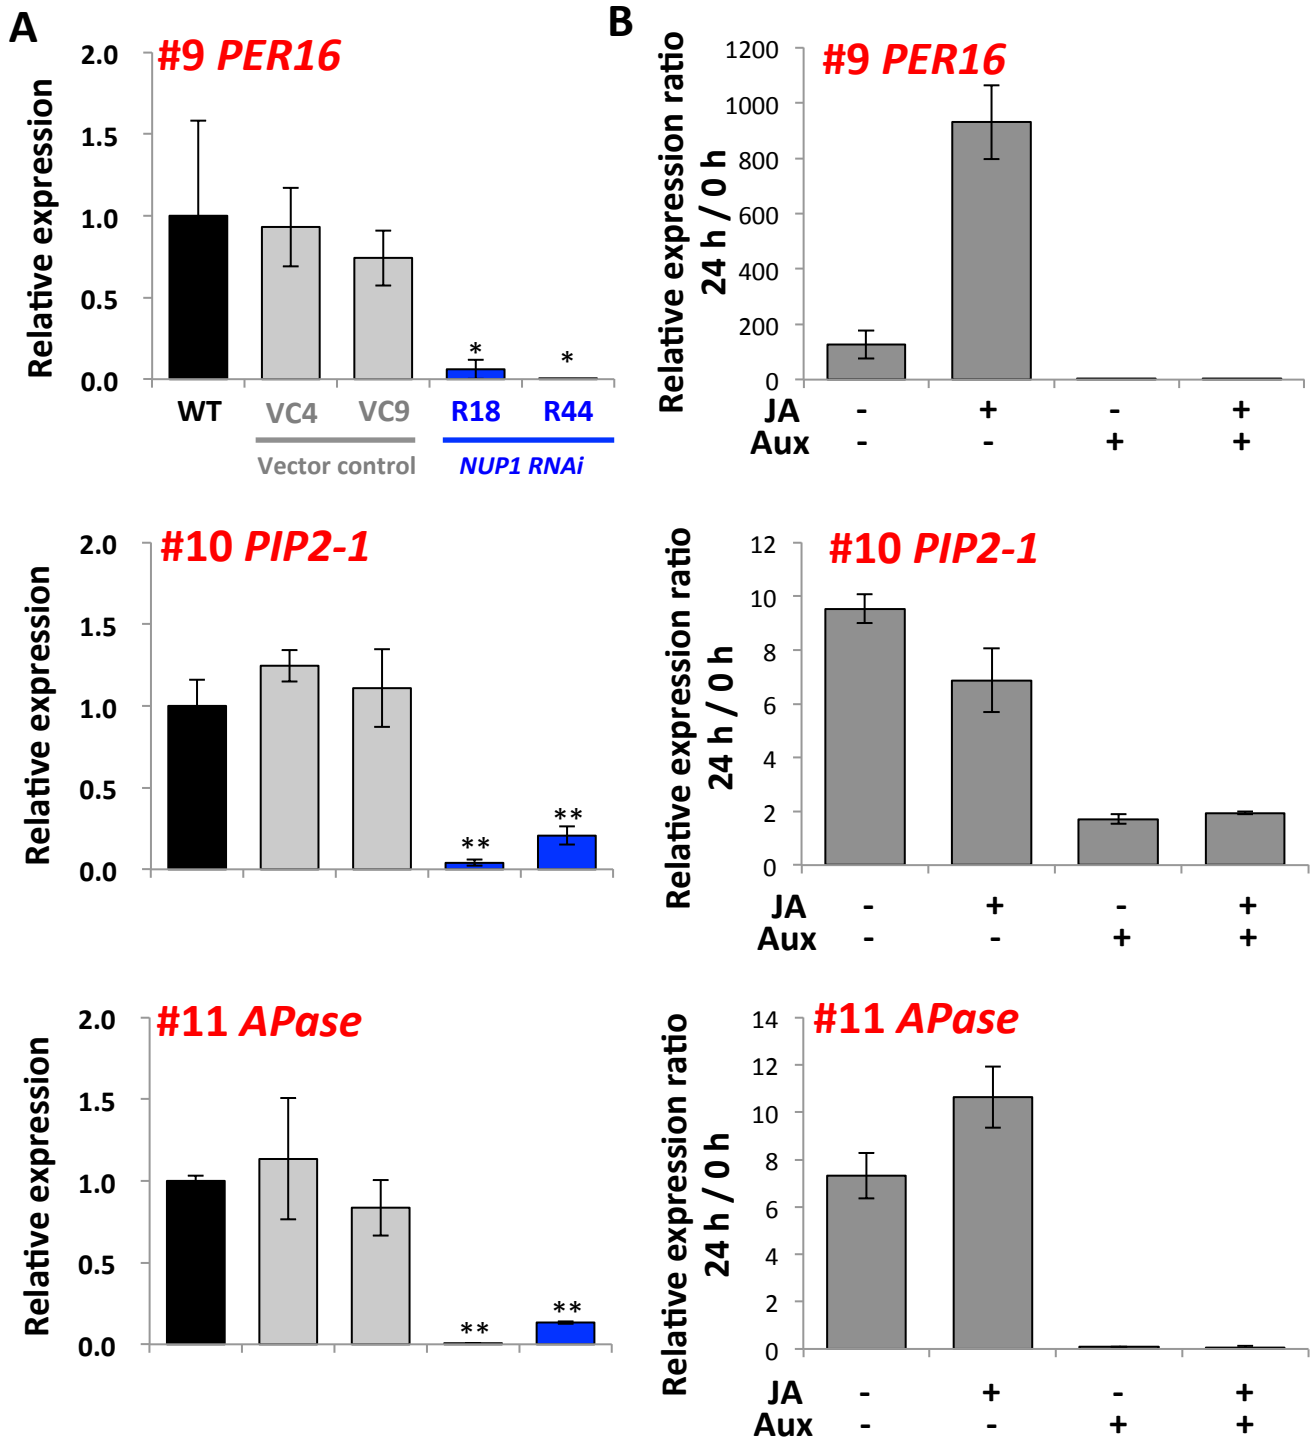 A
#9 PER16
Relative expression
2.0
1.5
1.0
0.5
0.0
*
*
WT VC4 VC9 R18 R44
Vector control NUP1 RNAi
#10 PIP2-1
Relative expression
2.0
1.5
1.0
0.5
0.0
**
**
#11 APase
Relative expression
2.0
1.5
1.0
0.5
0.0
**
**
B
#9 PER16
Relative expression ratio
24 h / 0 h
1200
1000
800
600
400
200
0
JA - + - +
Aux - - + +
#10 PIP2-1
Relative expression ratio
24 h / 0 h
12
10
8
6
4
2
0
JA - + - +
Aux - - + +
#11 APase
Relative expression ratio
24 h / 0 h
14
12
10
8
6
4
2
0
JA - + - +
Aux - - + +